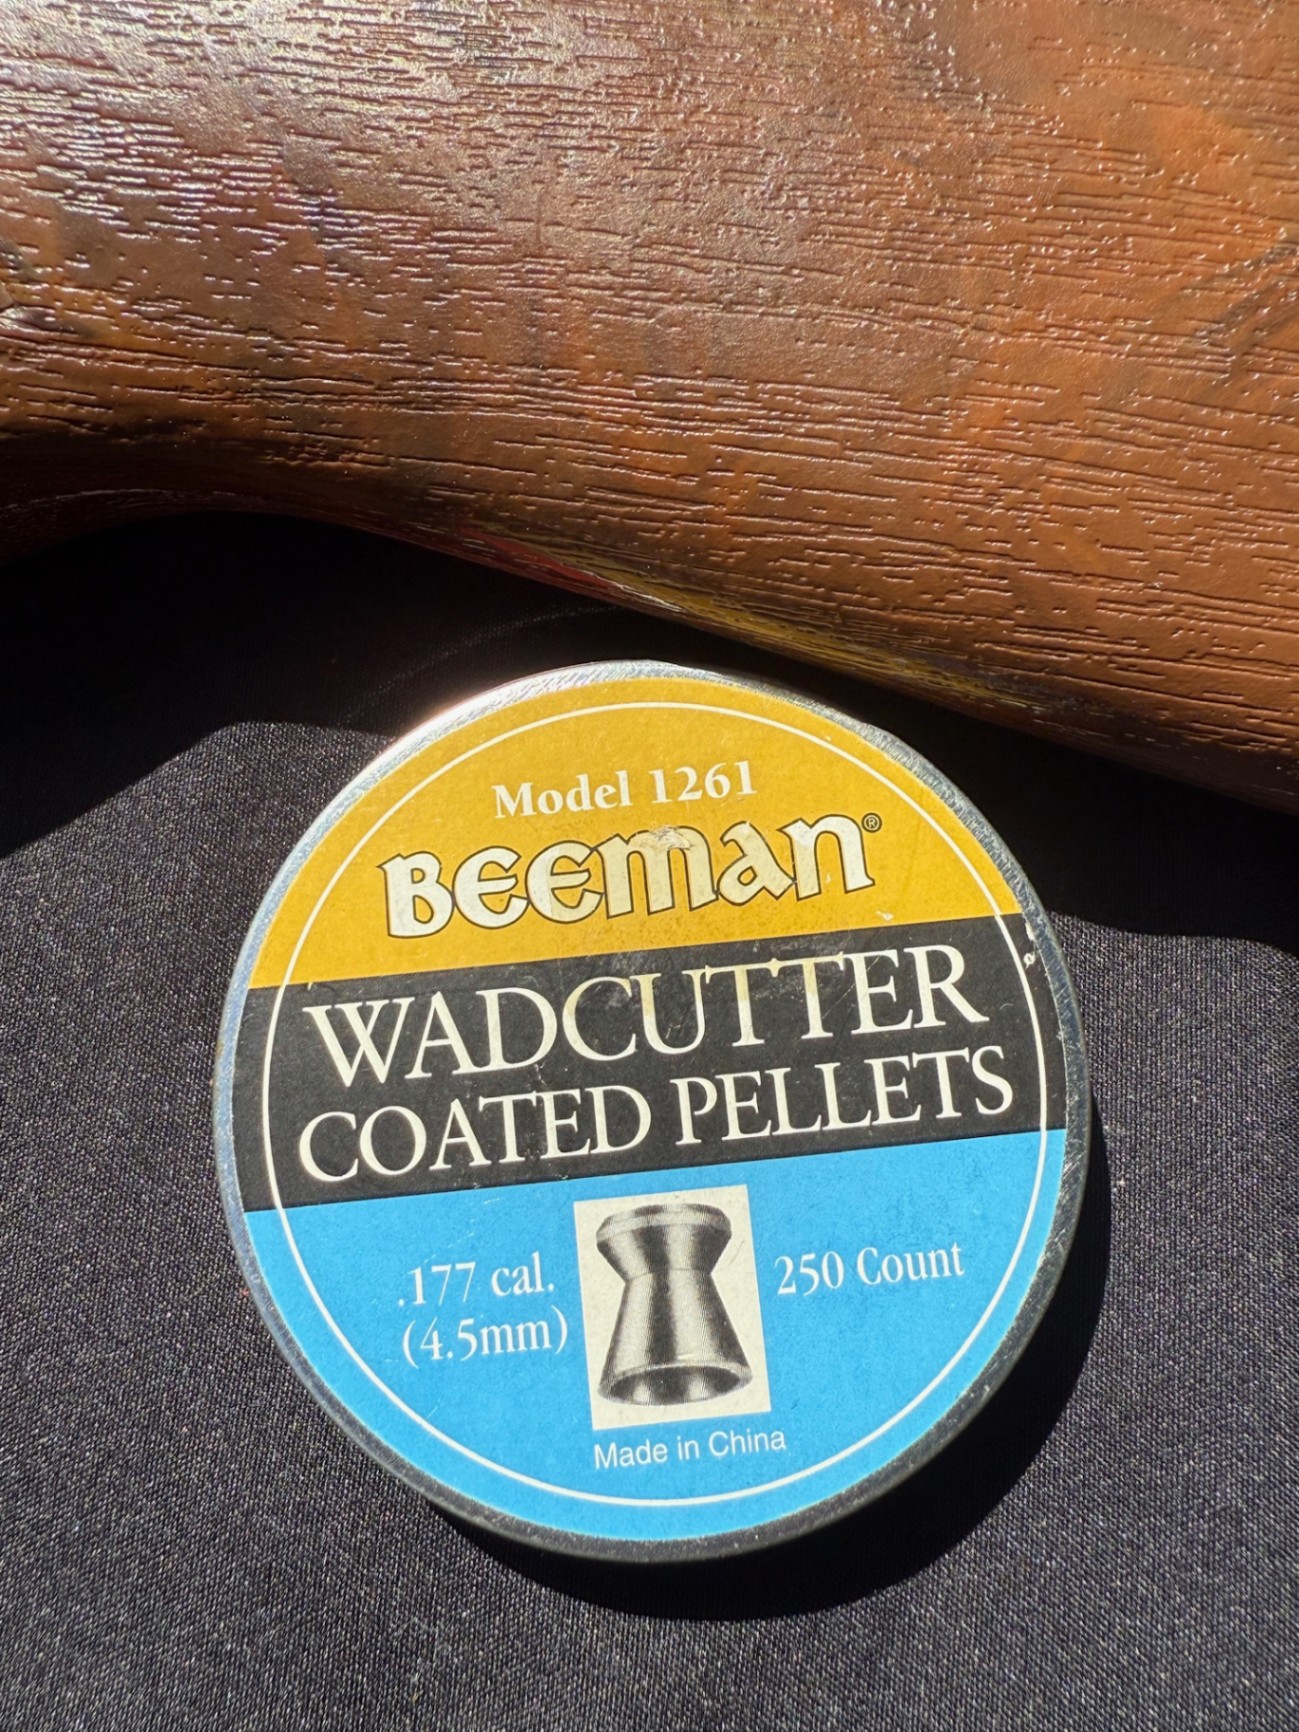 Model 1261
BEEMAN®
WADCUTTER
COATED PELLETS
.177 cal.
(4.5mm)
250 Count
Made in China